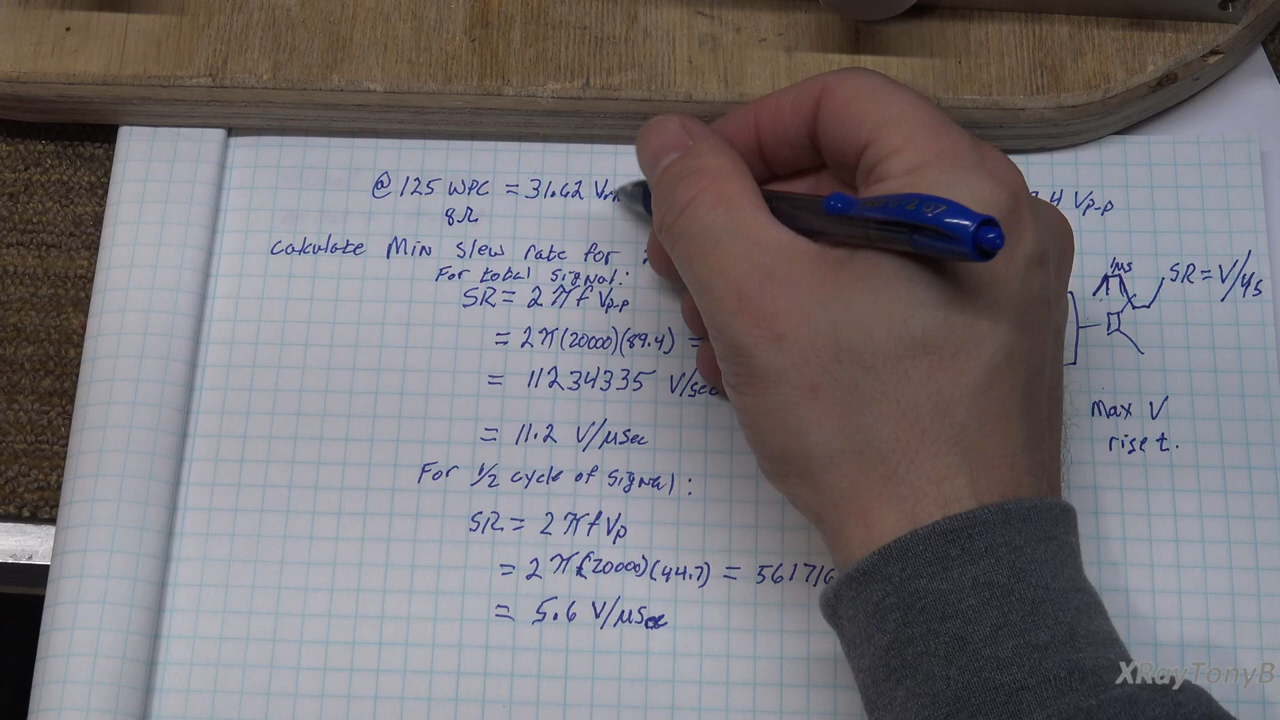 @ 125 WPC = 31.62
8Ω
.4 Vp-p
Calculate Min slew rate for
For total signal:
SR = 2πf Vp-p
= 2π(20000)(89.4) =
= 11234335 V/sec
= 11.2 V/μsec
For 1/2 cycle of signal:
SR = 2πf Vp
= 2π(20000)(44.7) = 561716
= 5.6 V/μsec
1μs
SR = V/μs
Max V
rise t.
XRayTonyB